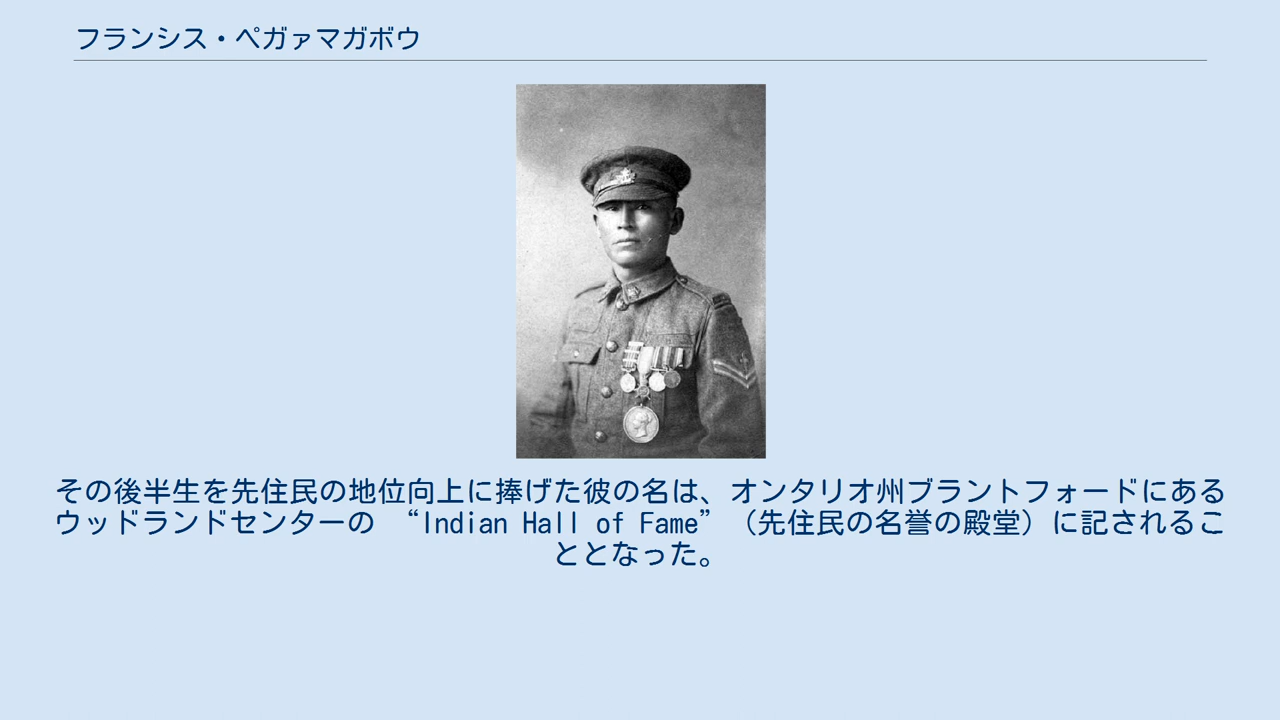 フランシス・ペガァマガボウ
その後半生を先住民の地位向上に捧げた彼の名は、オンタリオ州ブラントフォードにある
ウッドランドセンターの “Indian Hall of Fame” （先住民の名誉の殿堂）に記されるこ
ととなった。